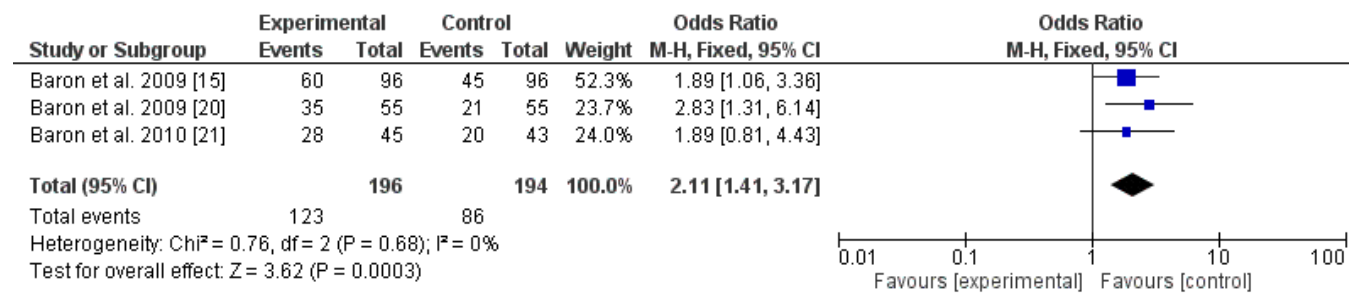 Experimental Control Odds Ratio Odds Ratio
Study or Subgroup Events Total Events Total Weight M-H, Fixed, 95% CI M-H, Fixed, 95% CI
Baron et al. 2009 [15] 60 96 45 96 52.3% 1.89 [1.06, 3.36]
Baron et al. 2009 [20] 35 55 21 55 23.7% 2.83 [1.31, 6.14]
Baron et al. 2010 [21] 28 45 20 43 24.0% 1.89 [0.81, 4.43]
Total (95% CI) 196 194 100.0% 2.11 [1.41, 3.17]
Total events 123 86
Heterogeneity: Chi² = 0.76, df = 2 (P = 0.68); I² = 0%
Test for overall effect: Z = 3.62 (P = 0.0003)
0.01 0.1 1 10 100
Favours [experimental] Favours [control]